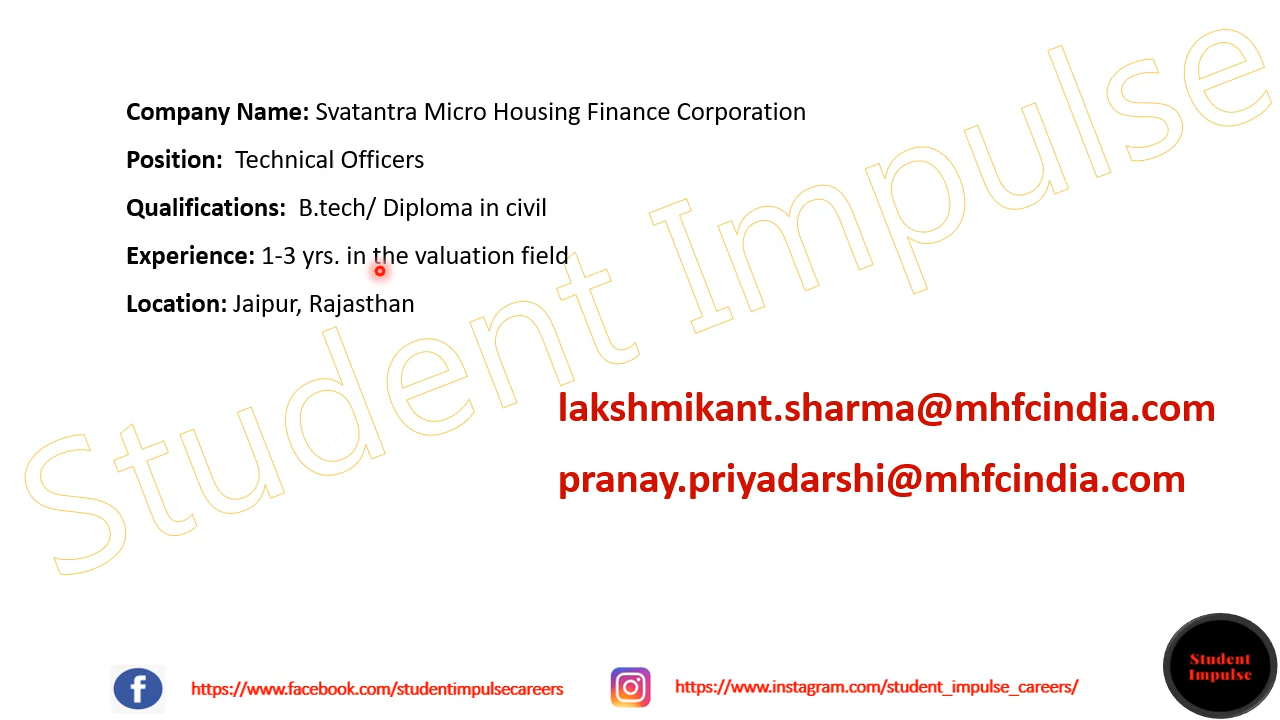 Company Name: Svatantra Micro Housing Finance Corporation
Position: Technical Officers
Qualifications: B.tech/ Diploma in civil
Experience: 1-3 yrs. in the valuation field
Location: Jaipur, Rajasthan
Student Impulse
lakshmikant.sharma@mhfcindia.com
pranay.priyadarshi@mhfcindia.com
https://www.facebook.com/studentimpulsecareers
https://www.instagram.com/student_impulse_careers/
Student
Impulse